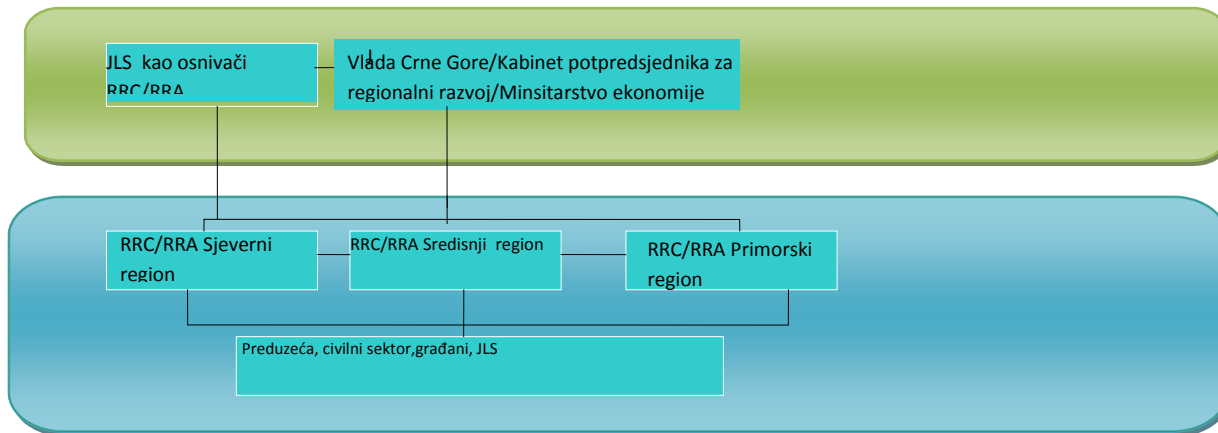 JLS kao osnivači
RRC/RRA
Vlada Crne Gore/Kabinet potpredsjednika za
regionalni razvoj/Minsitarstvo ekonomije
RRC/RRA Sjeverni
region
RRC/RRA Sredisnji region
RRC/RRA Primorski
region
Preduzeća, civilni sektor,građani, JLS